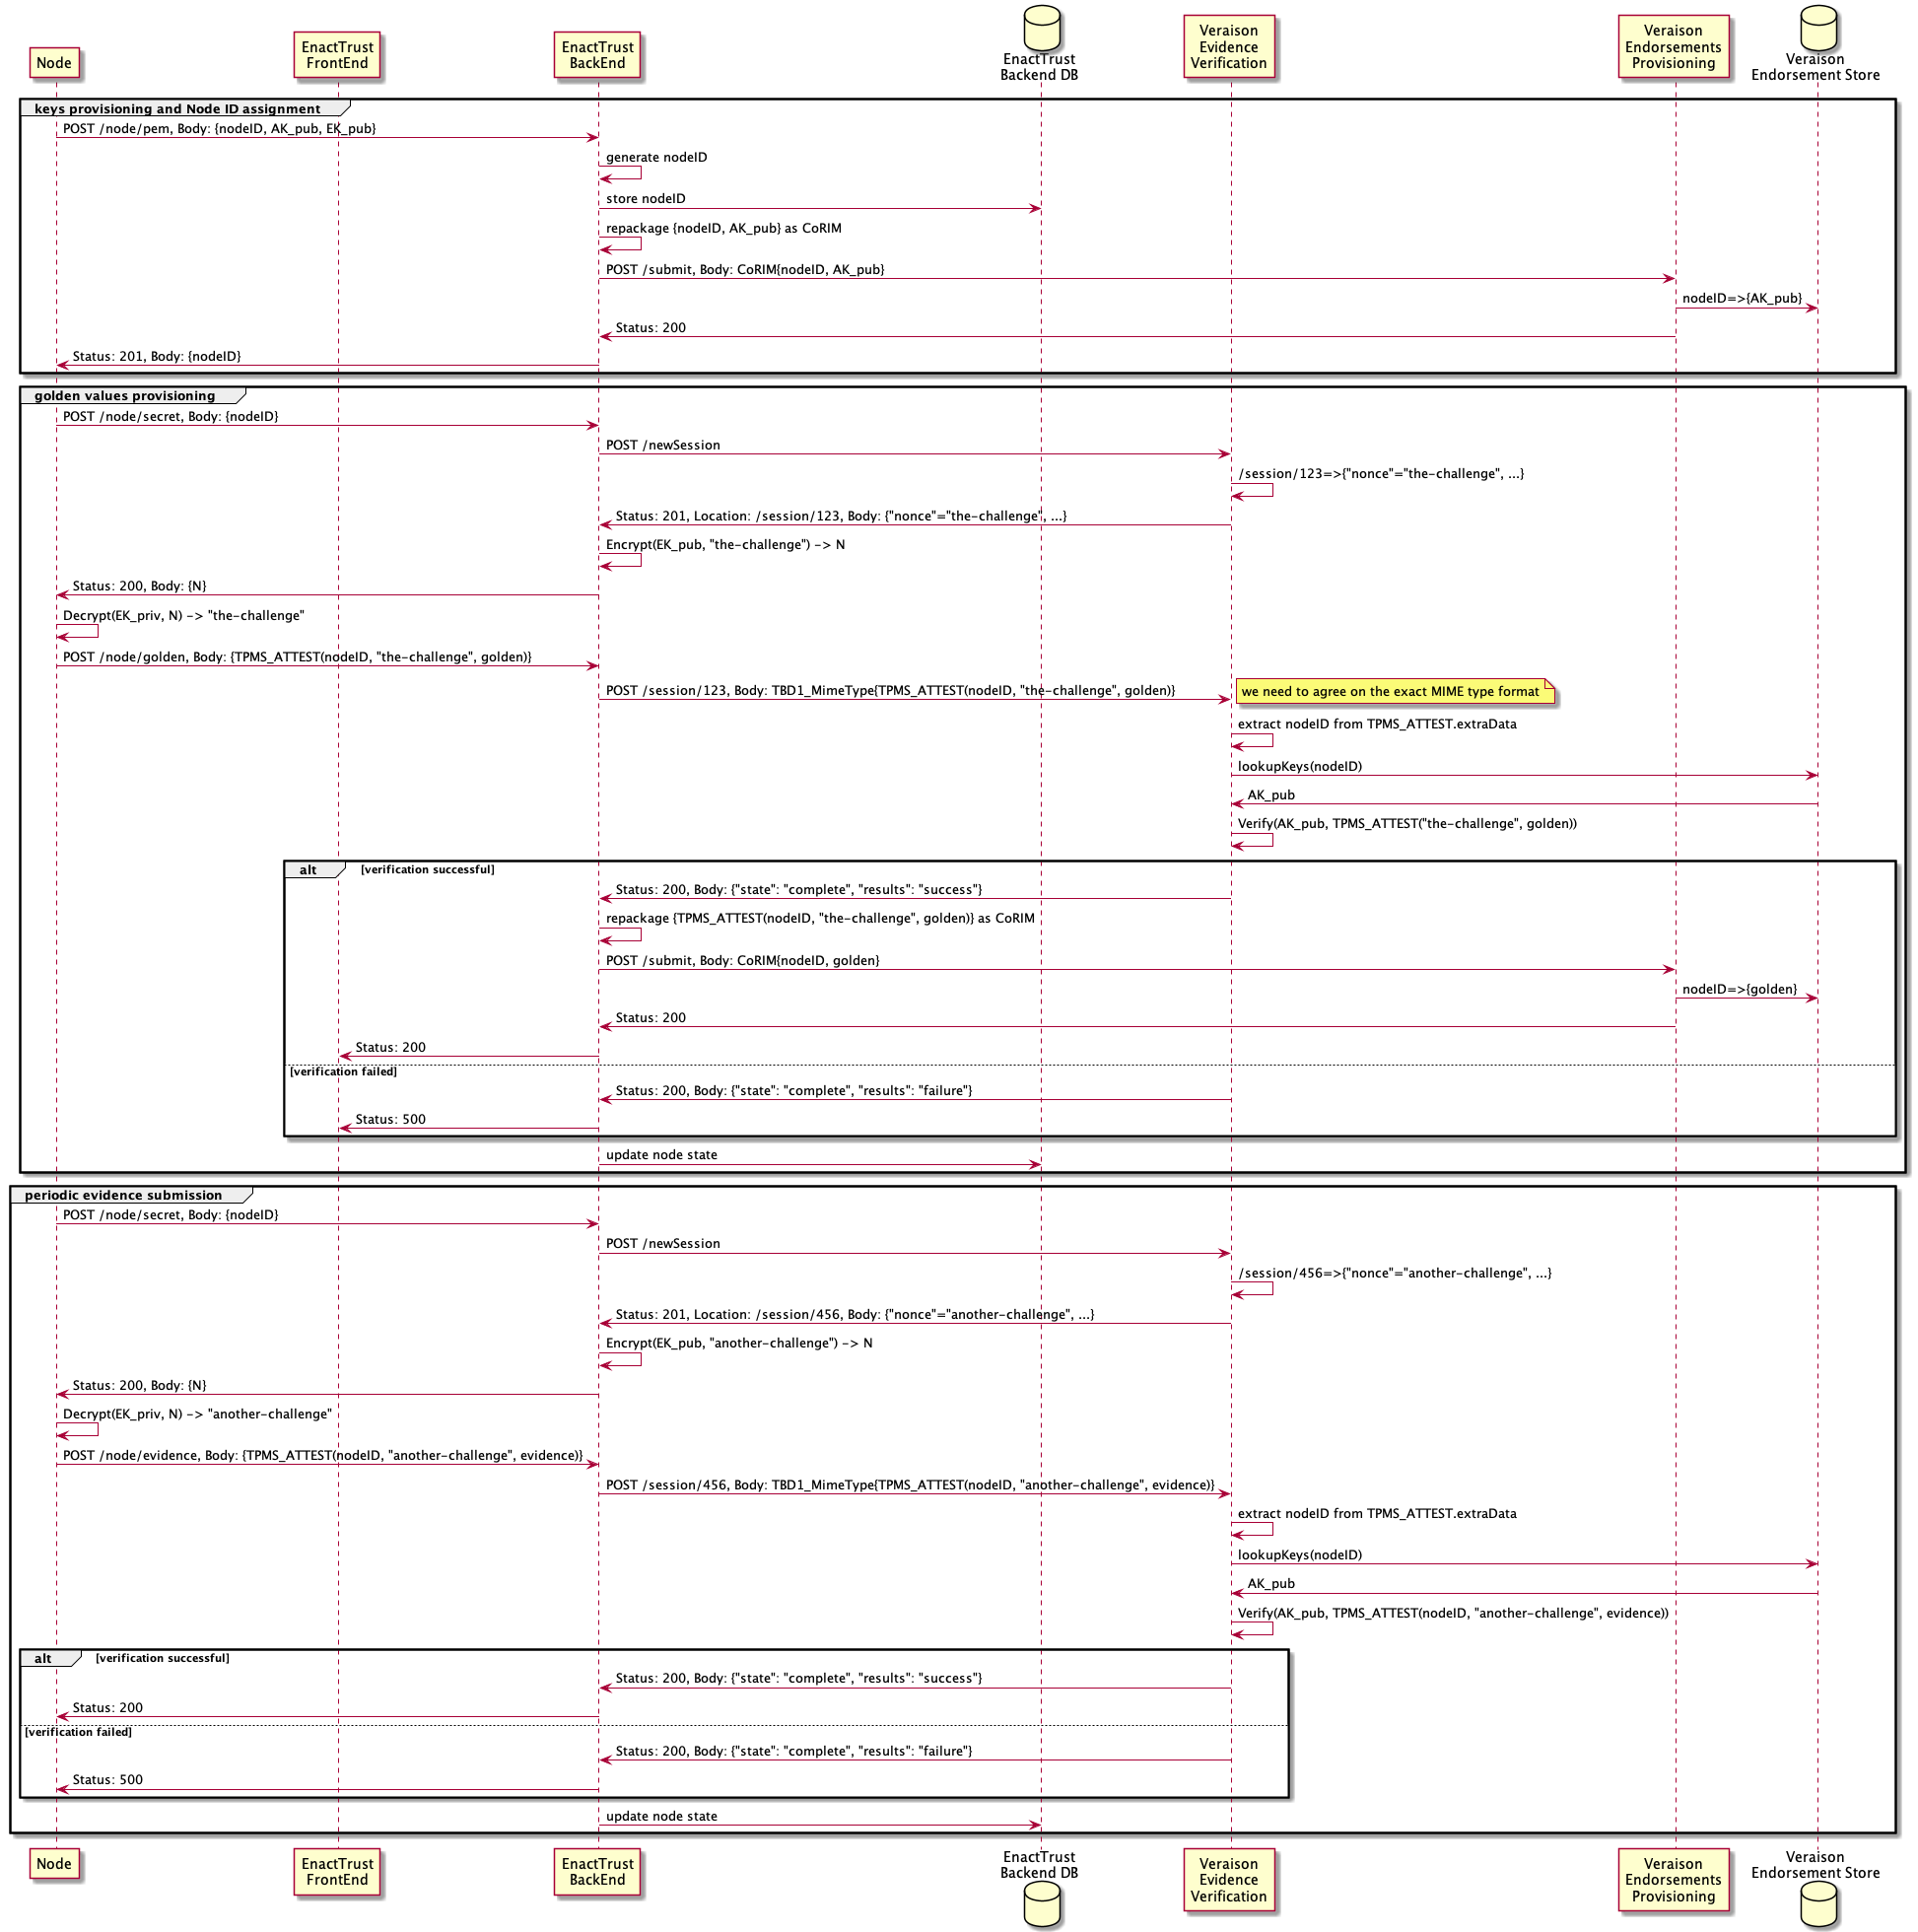 Node
EnactTrust
FrontEnd
EnactTrust
BackEnd
EnactTrust
Backend DB
Veraison
Evidence
Verification
Veraison
Endorsements
Provisioning
Veraison
Endorsement Store
keys provisioning and Node ID assignment
POST /node/pem, Body: {nodeID, AK_pub, EK_pub}
generate nodeID
store nodeID
repackage {nodeID, AK_pub} as CoRIM
POST /submit, Body: CoRIM{nodeID, AK_pub}
nodeID=>{AK_pub}
Status: 200
Status: 201, Body: {nodeID}
golden values provisioning
POST /node/secret, Body: {nodeID}
POST /newSession
/session/123=>{"nonce"="the-challenge", ...}
Status: 201, Location: /session/123, Body: {"nonce"="the-challenge", ...}
Encrypt(EK_pub, "the-challenge") -> N
Status: 200, Body: {N}
Decrypt(EK_priv, N) -> "the-challenge"
POST /node/golden, Body: {TPMS_ATTEST(nodeID, "the-challenge", golden)}
POST /session/123, Body: TBD1_MimeType{TPMS_ATTEST(nodeID, "the-challenge", golden)}
we need to agree on the exact MIME type format
extract nodeID from TPMS_ATTEST.extraData
lookupKeys(nodeID)
AK_pub
Verify(AK_pub, TPMS_ATTEST("the-challenge", golden))
alt [verification successful]
Status: 200, Body: {"state": "complete", "results": "success"}
repackage {TPMS_ATTEST(nodeID, "the-challenge", golden)} as CoRIM
POST /submit, Body: CoRIM{nodeID, golden}
nodeID=>{golden}
Status: 200
Status: 200
[verification failed]
Status: 200, Body: {"state": "complete", "results": "failure"}
Status: 500
update node state
periodic evidence submission
POST /node/secret, Body: {nodeID}
POST /newSession
/session/456=>{"nonce"="another-challenge", ...}
Status: 201, Location: /session/456, Body: {"nonce"="another-challenge", ...}
Encrypt(EK_pub, "another-challenge") -> N
Status: 200, Body: {N}
Decrypt(EK_priv, N) -> "another-challenge"
POST /node/evidence, Body: {TPMS_ATTEST(nodeID, "another-challenge", evidence)}
POST /session/456, Body: TBD1_MimeType{TPMS_ATTEST(nodeID, "another-challenge", evidence)}
extract nodeID from TPMS_ATTEST.extraData
lookupKeys(nodeID)
AK_pub
Verify(AK_pub, TPMS_ATTEST(nodeID, "another-challenge", evidence))
alt [verification successful]
Status: 200, Body: {"state": "complete", "results": "success"}
Status: 200
[verification failed]
Status: 200, Body: {"state": "complete", "results": "failure"}
Status: 500
update node state
Node
EnactTrust
FrontEnd
EnactTrust
BackEnd
EnactTrust
Backend DB
Veraison
Evidence
Verification
Veraison
Endorsements
Provisioning
Veraison
Endorsement Store